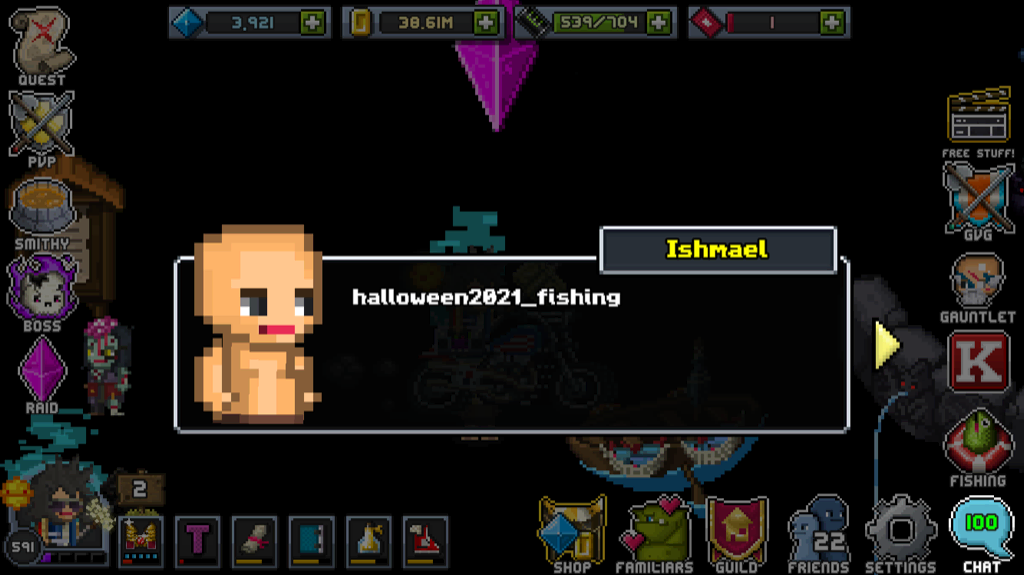 3,921
38.61M
539/704
1
QUEST
PVP
SMITHY
BOSS
RAID
FREE STUFF!
GVG
GAUNTLET
K
FISHING
Ishmael
halloween2021_fishing
2
591
T
SHOP
FAMILIARS
GUILD
22
FRIENDS
SETTINGS
100
CHAT